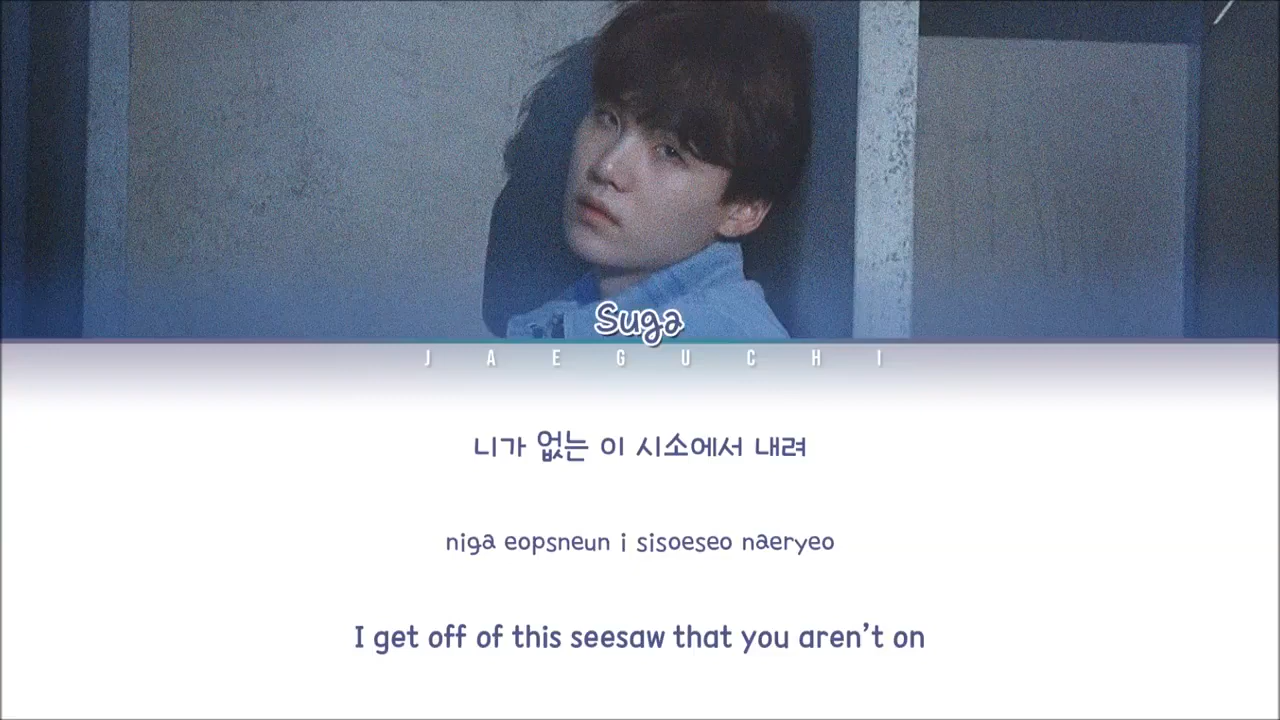 Suga
JAEGUCHI
니가 없는 이 시소에서 내려
niga eopsneun i sisoeseo naeryeo
I get off of this seesaw that you aren't on